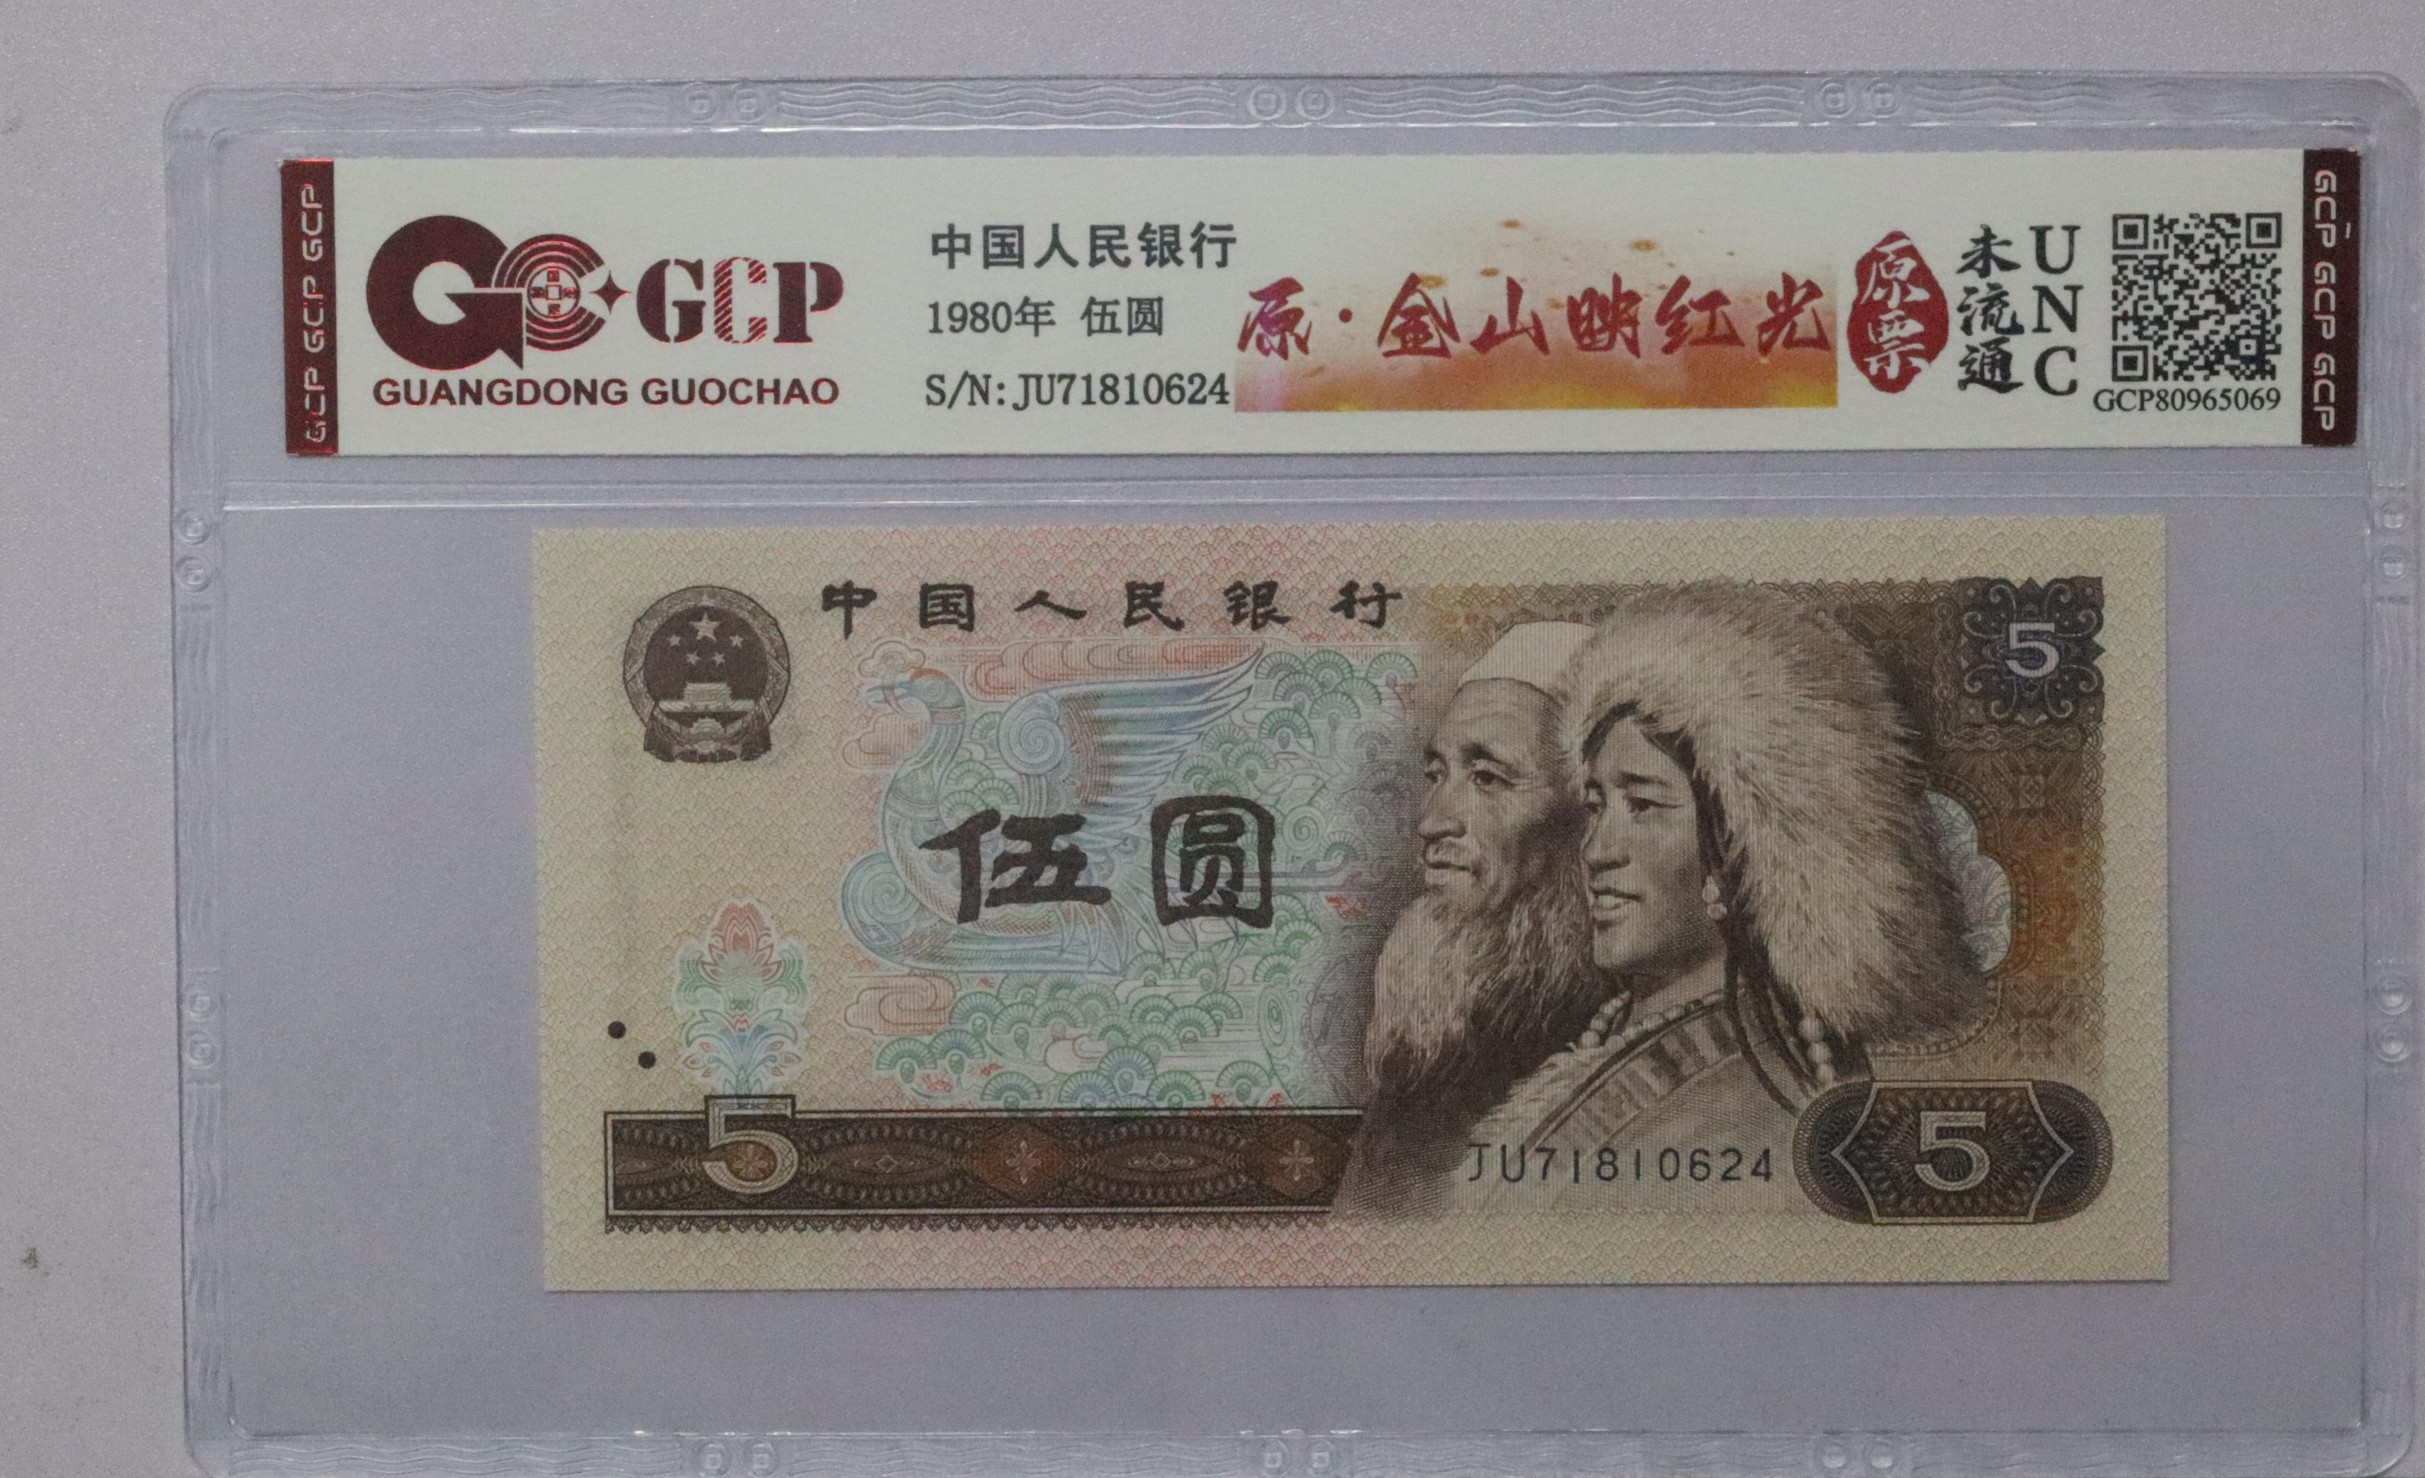 GCP GCP GCP
GCP
GUANGDONG GUOCHAO
中国人民银行
1980年 伍圆
S/N: JU71810624
原·金山映红光
原票
未流通
UNC
GCP80965069
GCP GCP GCP
中国人民银行
5
伍圆
5
JU71810624
5